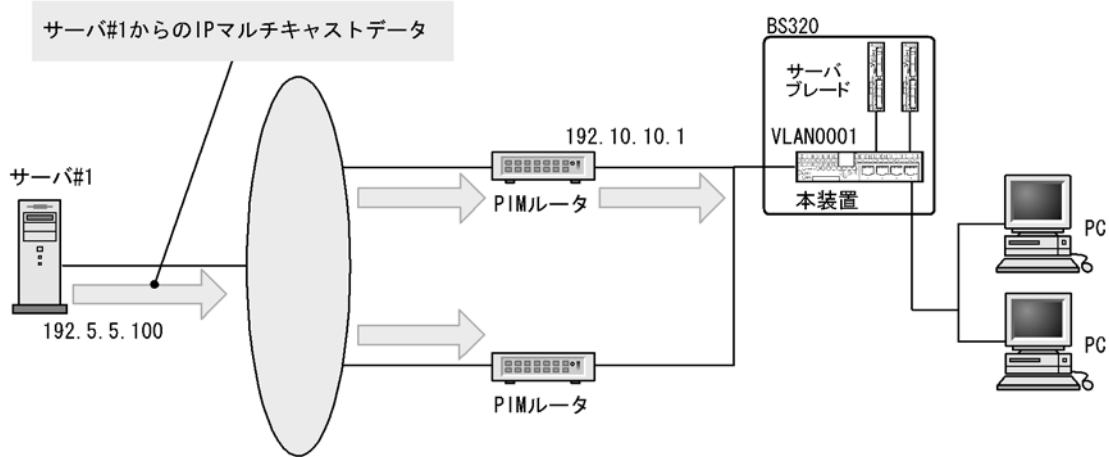 サーバ#1からのIPマルチキャストデータ
BS320
サーバ
ブレード
192.10.10.1
VLAN0001
サーバ#1
PIMルータ
本装置
PC
192.5.5.100
PC
PIMルータ